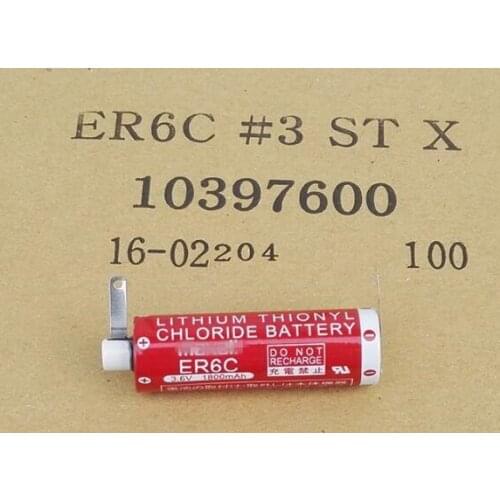 ER6C #3 ST X
10397600
16-02204 100
LITHIUM THIONYL
CHLORIDE BATTERY
ER6C
3.6V 1800mAh
DO NOT
RECHARGE
充電禁止